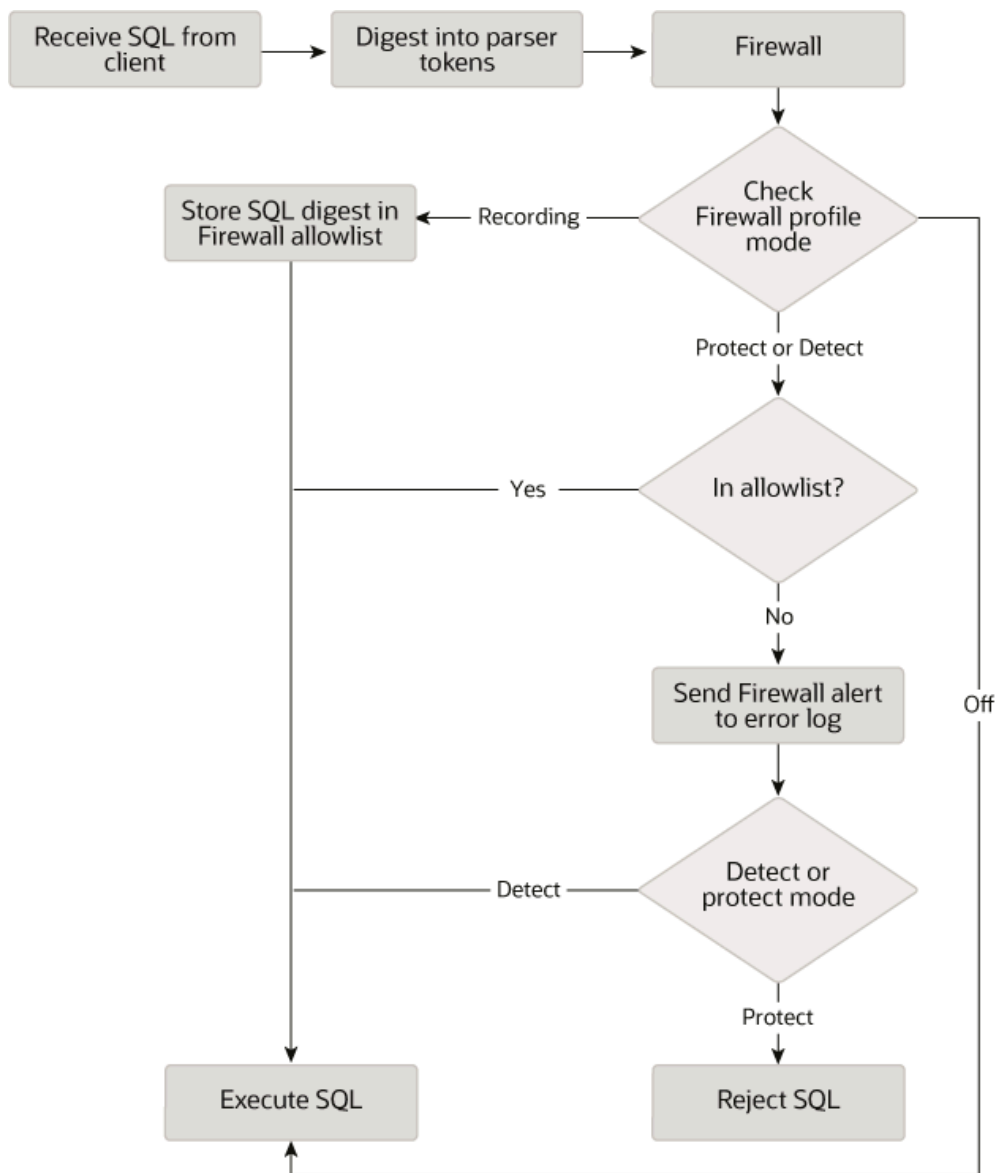 Receive SQL from
client
Digest into parser
tokens
Firewall
Check
Firewall profile
mode
Recording
Store SQL digest in
Firewall allowlist
Protect or Detect
In allowlist?
Yes
No
Send Firewall alert
to error log
Off
Detect or
protect mode
Detect
Protect
Execute SQL
Reject SQL